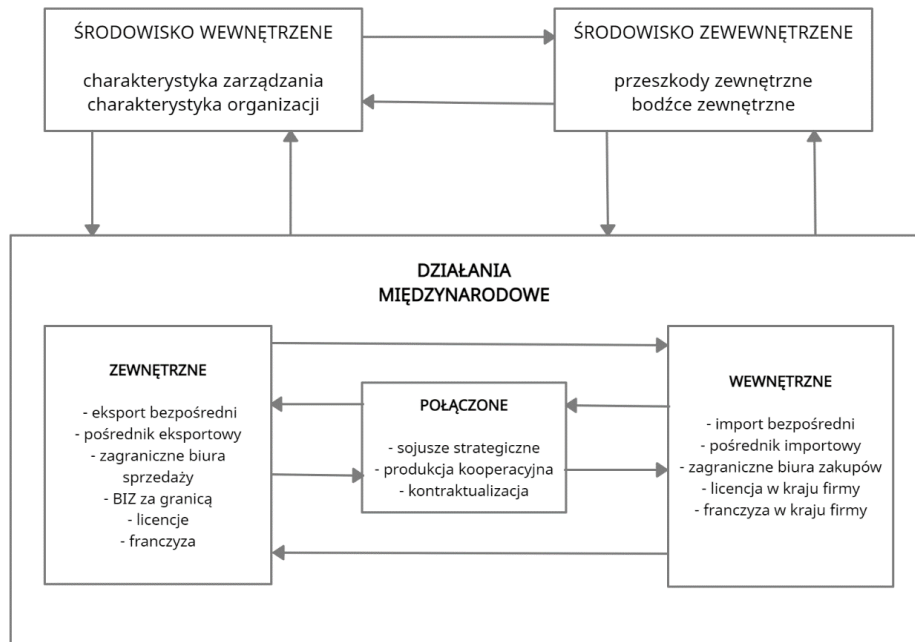 ŚRODOWISKO WEWNĘTRZENE
charakterystyka zarządzania
charakterystyka organizacji
ŚRODOWISKO ZEWEWNĘTRZENE
przeszkody zewnętrzne
bodźce zewnętrzne
DZIAŁANIA
MIĘDZYNARODOWE
ZEWNĘTRZNE
- eksport bezpośredni
- pośrednik eksportowy
- zagraniczne biura
sprzedaży
- BIZ za granicą
- licencje
- franczyza
POŁĄCZONE
- sojusze strategiczne
- produkcja kooperacyjna
- kontraktualizacja
WEWNĘTRZNE
- import bezpośredni
- pośrednik importowy
- zagraniczne biura zakupów
- licencja w kraju firmy
- franczyza w kraju firmy